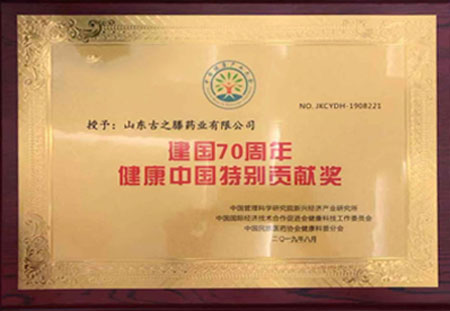 NO. JKCYDH-1908221
授予：山东古之滕药业有限公司
建国70周年
健康中国特别贡献奖
中国管理科学研究院新兴经济产业研究所
中国国际经济技术合作促进会健康科技工作委员会
中国民族医药协会健康科普分会
二〇一九年八月